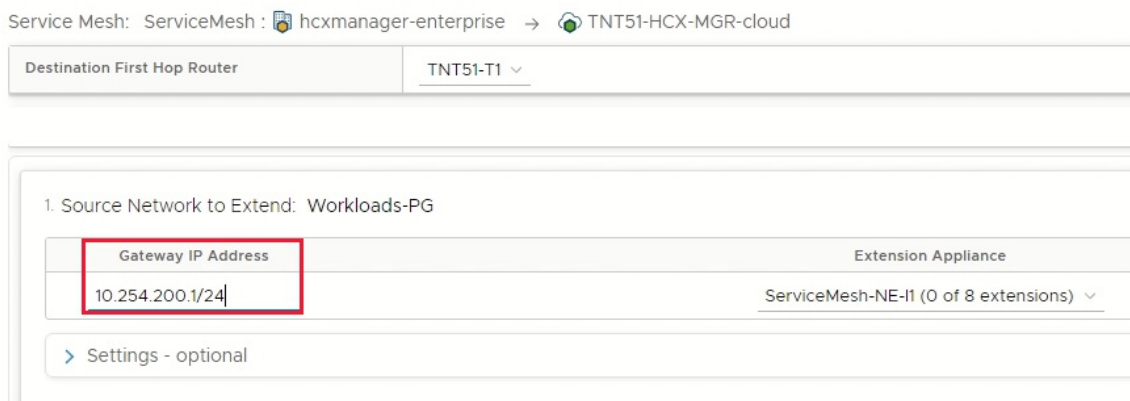 Service Mesh: ServiceMesh : hcxmanager-enterprise → TNT51-HCX-MGR-cloud
Destination First Hop Router TNT51-T1
1. Source Network to Extend: Workloads-PG
Gateway IP Address Extension Appliance
10.254.200.1/24 ServiceMesh-NE-I1 (0 of 8 extensions)
Settings - optional